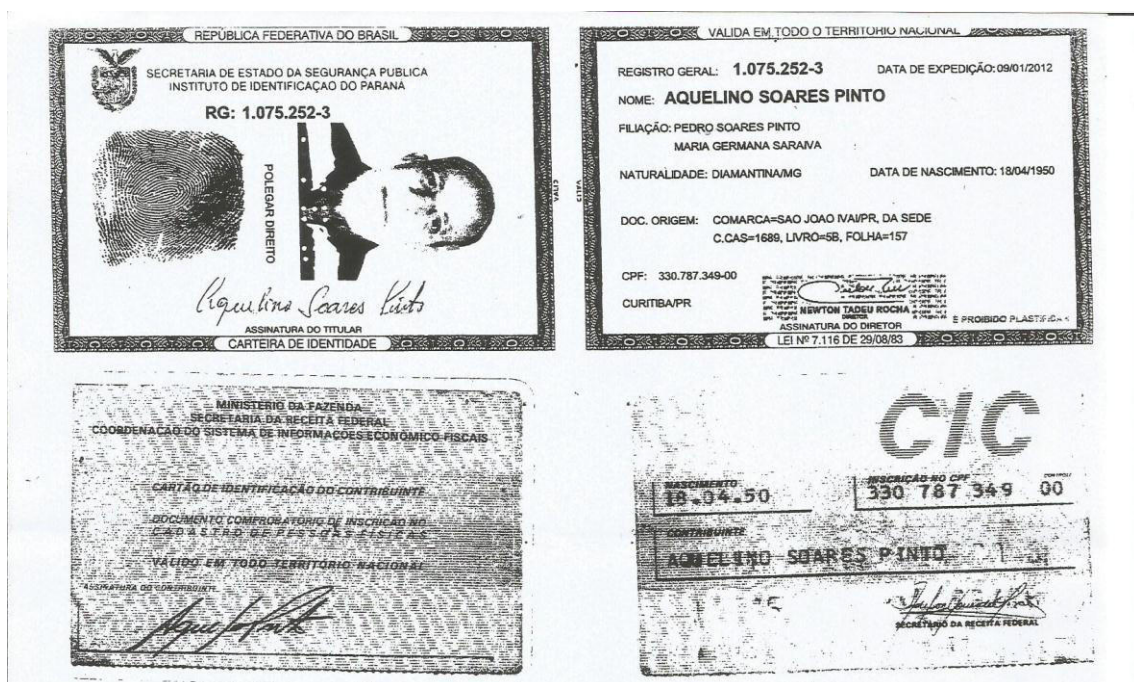 REPÚBLICA FEDERATIVA DO BRASIL
SECRETARIA DE ESTADO DA SEGURANÇA PUBLICA
INSTITUTO DE IDENTIFICAÇAO DO PARANÁ
RG: 1.075.252-3
POLEGAR DIREITO
Aquelino Soares Pinto
ASSINATURA DO TITULAR
CARTEIRA DE IDENTIDADE
VALIDA EM TODO O TERRITÓRIO NACIONAL
REGISTRO GERAL: 1.075.252-3 DATA DE EXPEDIÇÃO: 09/01/2012
NOME: AQUELINO SOARES PINTO
FILIAÇÃO: PEDRO SOARES PINTO
MARIA GERMANA SARAIVA
NATURALIDADE: DIAMANTINA/MG DATA DE NASCIMENTO: 18/04/1950
DOC. ORIGEM: COMARCA=SAO JOAO IVAI/PR, DA SEDE
C.CAS=1689, LIVRO=5B, FOLHA=157
CPF: 330.787.349-00
CURITIBA/PR
NEWTON TADEU ROCHA
DIRETOR
ASSINATURA DO DIRETOR
É PROIBIDO PLASTIFICAR
LEI Nº 7.116 DE 29/08/83
MINISTÉRIO DA FAZENDA
SECRETARIA DA RECEITA FEDERAL
COORDENAÇÃO DO SISTEMA DE INFORMAÇÕES ECONÔMICO-FISCAIS
CARTÃO DE IDENTIFICAÇÃO DO CONTRIBUINTE
DOCUMENTO COMPROBATÓRIO DE INSCRIÇÃO NO
CADASTRO DE PESSOAS FÍSICAS
VÁLIDO EM TODO TERRITÓRIO NACIONAL
ASSINATURA DO CONTRIBUINTE
CIC
NASCIMENTO
18.04.50
INSCRIÇÃO NO CPF
CONTROLE
330 787 349 00
CONTRIBUINTE
AQUELINO SOARES PINTO
SECRETÁRIO DA RECEITA FEDERAL